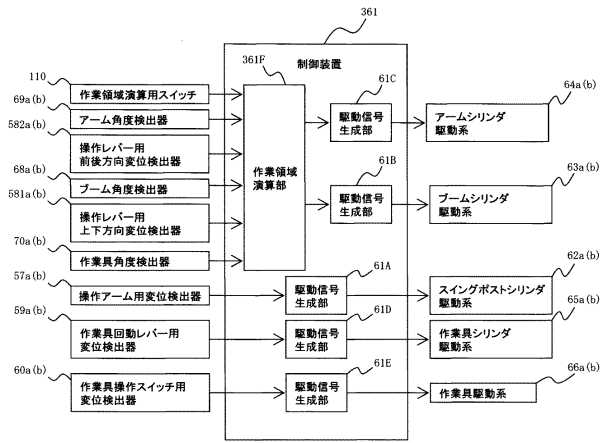 361
制御装置
110
361F
作業領域演算用スイッチ
61C
64a(b)
69a(b)
アーム角度検出器
駆動信号
生成部
アームシリンダ
駆動系
582a(b)
操作レバー用
前後方向変位検出器
作業領域
演算部
61B
63a(b)
68a(b)
ブーム角度検出器
駆動信号
生成部
ブームシリンダ
駆動系
581a(b)
操作レバー用
上下方向変位検出器
70a(b)
作業具角度検出器
61A
62a(b)
57a(b)
操作アーム用変位検出器
駆動信号
生成部
スイングポストシリンダ
駆動系
59a(b)
61D
65a(b)
作業具回動レバー用
変位検出器
駆動信号
生成部
作業具シリンダ
駆動系
60a(b)
61E
66a(b)
作業具操作スイッチ用
変位検出器
駆動信号
生成部
作業具駆動系